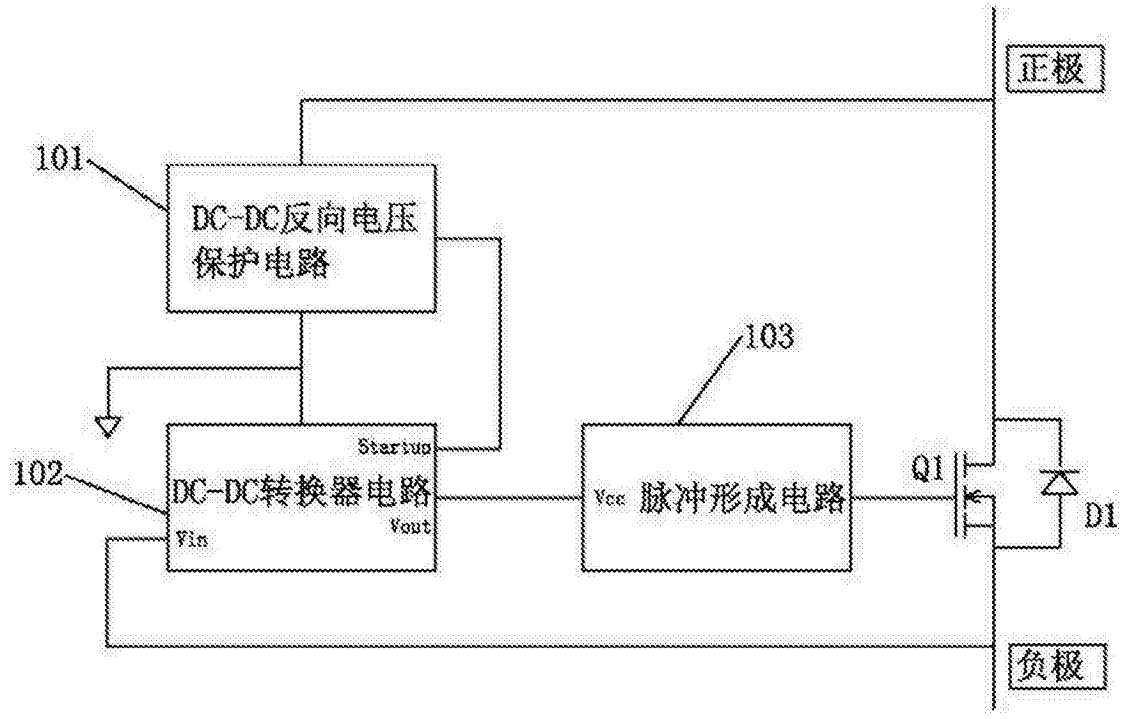 正极
101
DC-DC反向电压
保护电路
103
Startup
102
DC-DC转换器电路
Vout
Vin
Vcc 脉冲形成电路
Q1
D1
负极